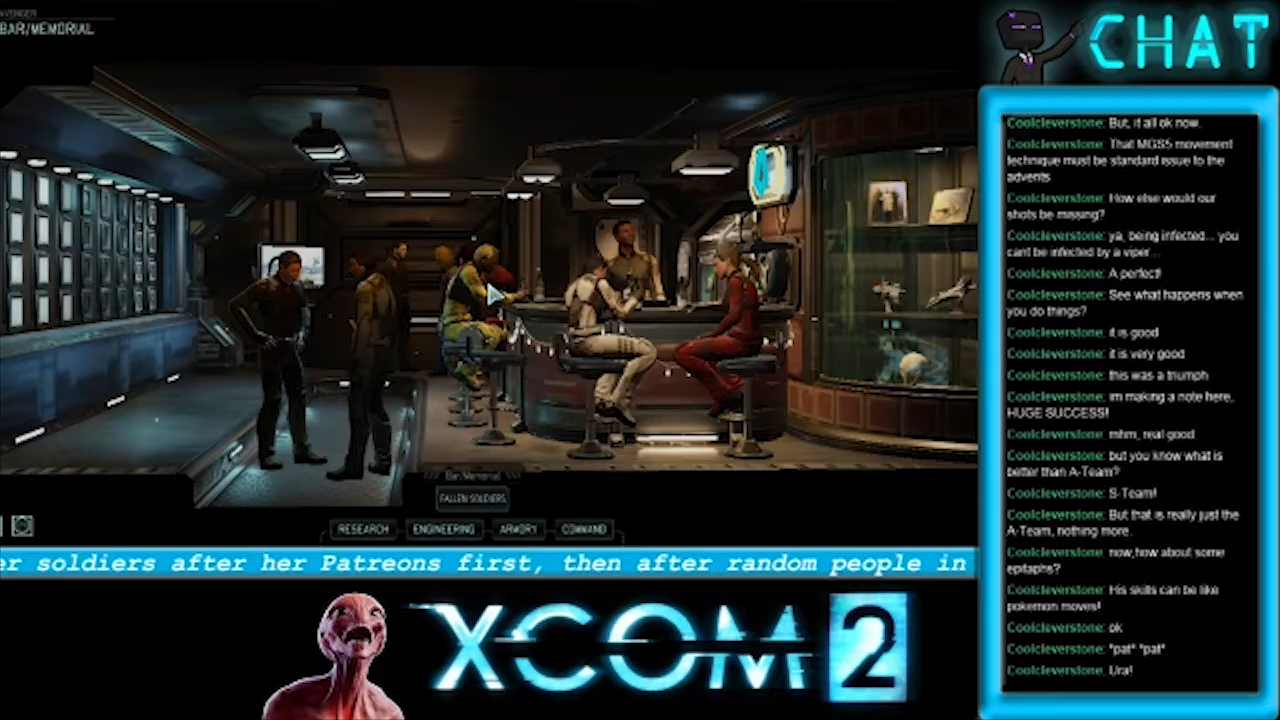 AVENGER
BAR/MEMORIAL
CHAT
Coolcleverstone: But, it all ok now.
Coolcleverstone: That MGS5 movement
technique must be standard issue to the
advents
Coolcleverstone: How else would our
shots be missing?
Coolcleverstone: ya, being infected... you
cant be infected by a viper...
Coolcleverstone: A perfect!
Coolcleverstone: See what happens when
you do things?
Coolcleverstone: it is good
Coolcleverstone: it is very good
Coolcleverstone: this was a triumph
Coolcleverstone: im making a note here,
HUGE SUCCESS!
Coolcleverstone: mhm, real good
Coolcleverstone: but you know what is
better than A-Team?
Coolcleverstone: S-Team!
Coolcleverstone: But that is really just the
A-Team, nothing more.
Coolcleverstone: now,how about some
epitaphs?
Coolcleverstone: His skills can be like
pokemon moves!
Coolcleverstone: ok
Coolcleverstone: *pat* *pat*
Coolcleverstone: Ura!
Bar/Memorial
FALLEN SOLDIERS
RESEARCH ENGINEERING ARMORY COMMAND
er soldiers after her Patreons first, then after random people in
XCOM 2